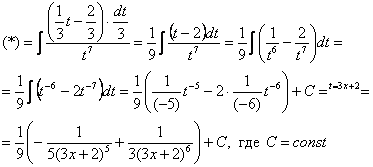 (*) = ∫ ((1/3 t − 2/3) · dt/3) / t⁷ = 1/9 ∫ (t − 2)dt / t⁷ = 1/9 ∫ (1/t⁶ − 2/t⁷) dt =
= 1/9 ∫ (t⁻⁶ − 2t⁻⁷) dt = 1/9 (1/(−5) t⁻⁵ − 2 · 1/(−6) t⁻⁶) + C =^{t=3x+2}=
= 1/9 (− 1/(5(3x + 2)⁵) + 1/(3(3x + 2)⁶)) + C, где C = const